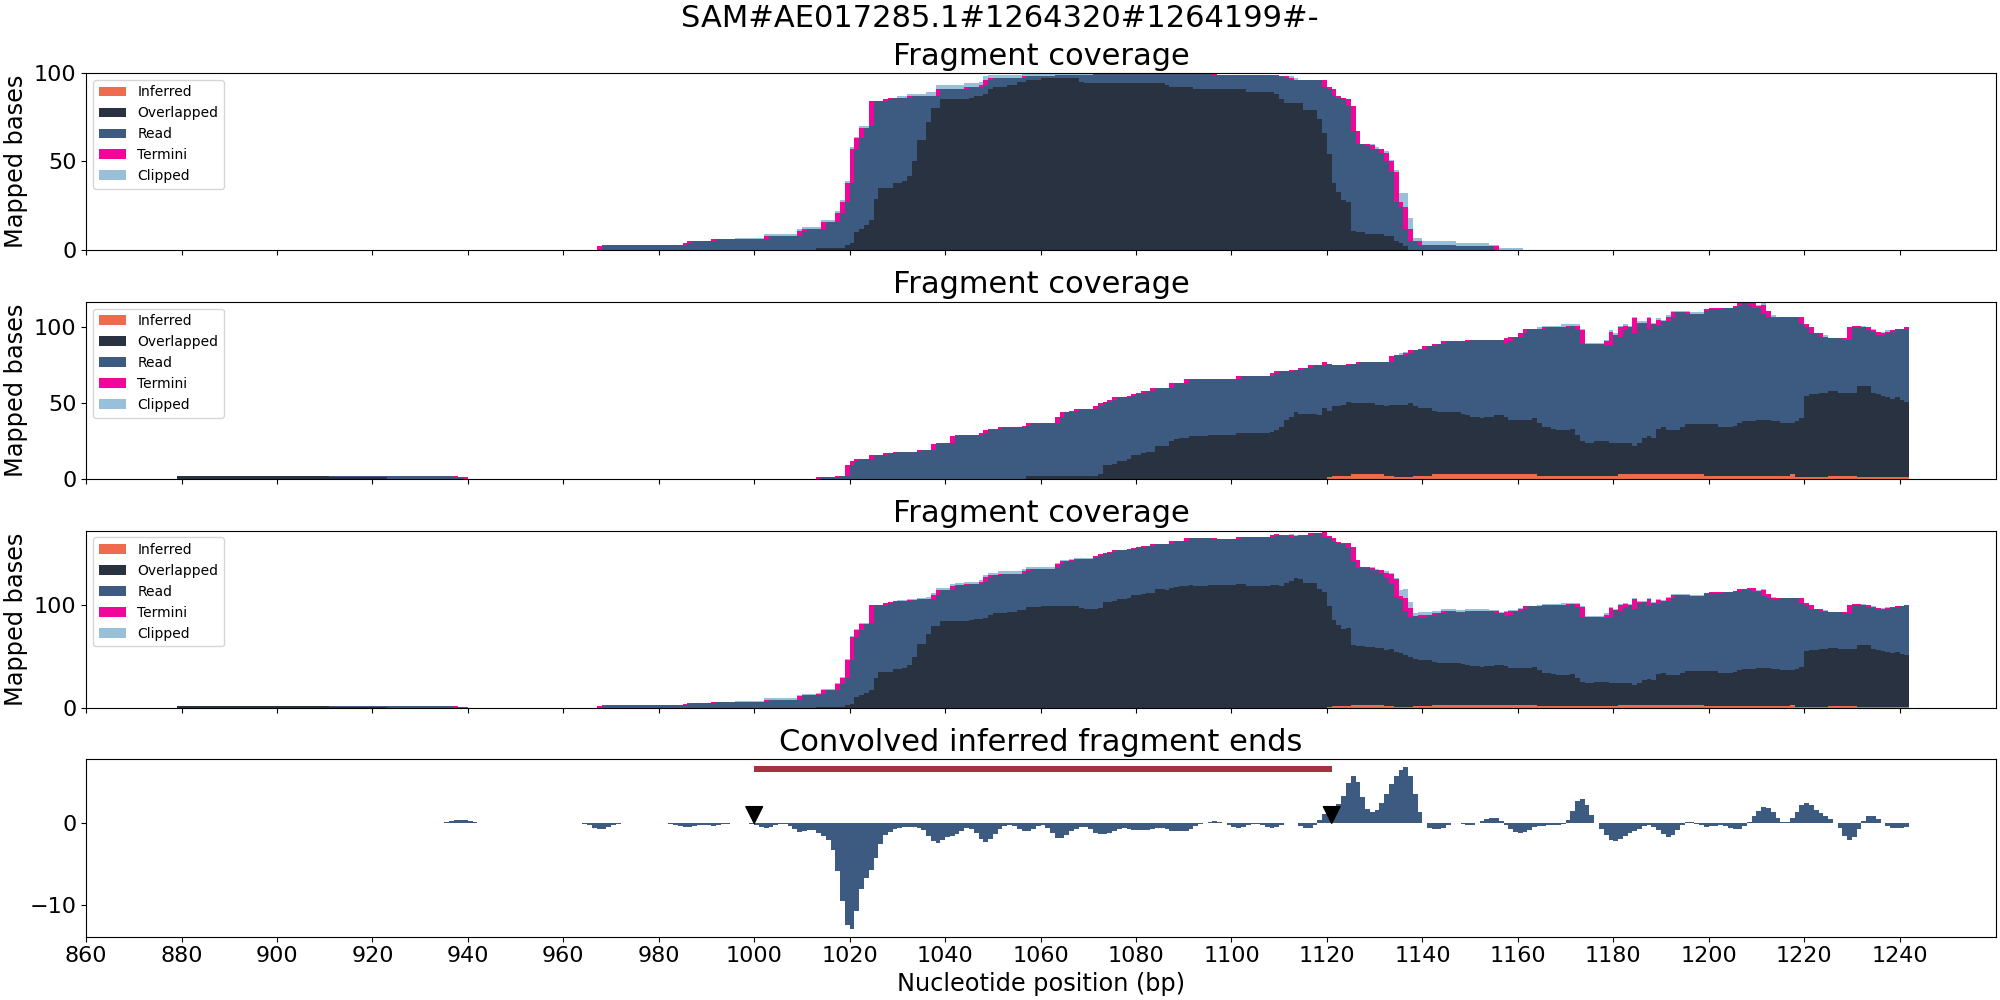 SAM#AE017285.1#1264320#1264199#-
Fragment coverage
Mapped bases
100
50
0
Inferred
Overlapped
Read
Termini
Clipped
Fragment coverage
Mapped bases
100
50
0
Inferred
Overlapped
Read
Termini
Clipped
Fragment coverage
Mapped bases
100
0
Inferred
Overlapped
Read
Termini
Clipped
Convolved inferred fragment ends
0
−10
860 880 900 920 940 960 980 1000 1020 1040 1060 1080 1100 1120 1140 1160 1180 1200 1220 1240
Nucleotide position (bp)